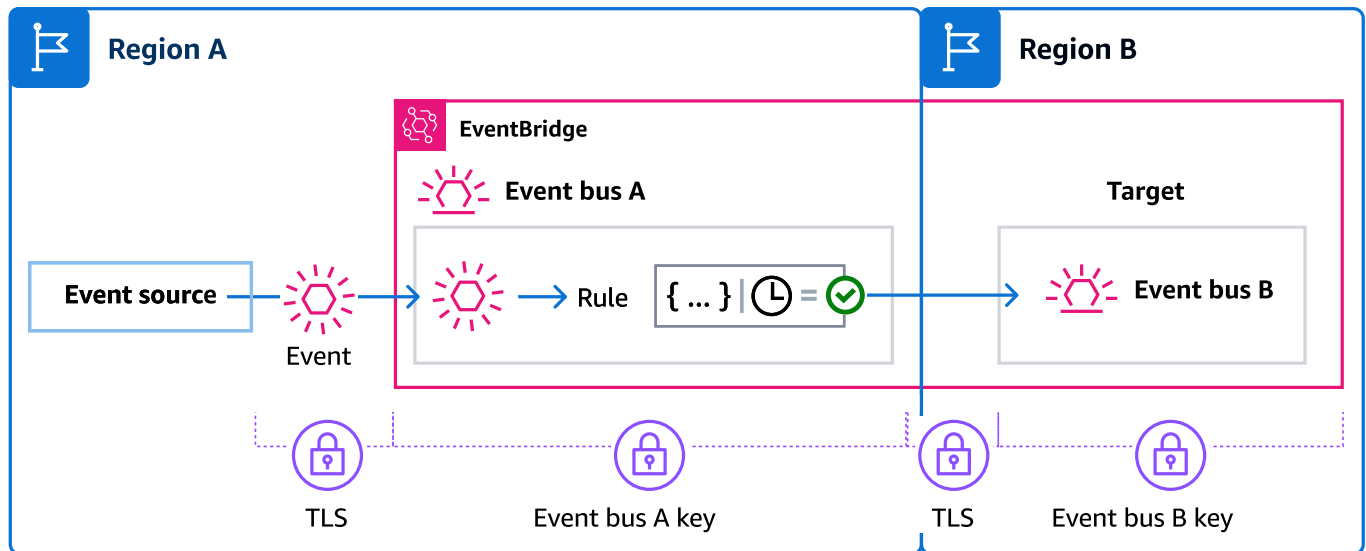 Region A
Region B
EventBridge
Event bus A
Target
Event source
Rule
{ ... } | =
Event bus B
Event
TLS
Event bus A key
TLS
Event bus B key